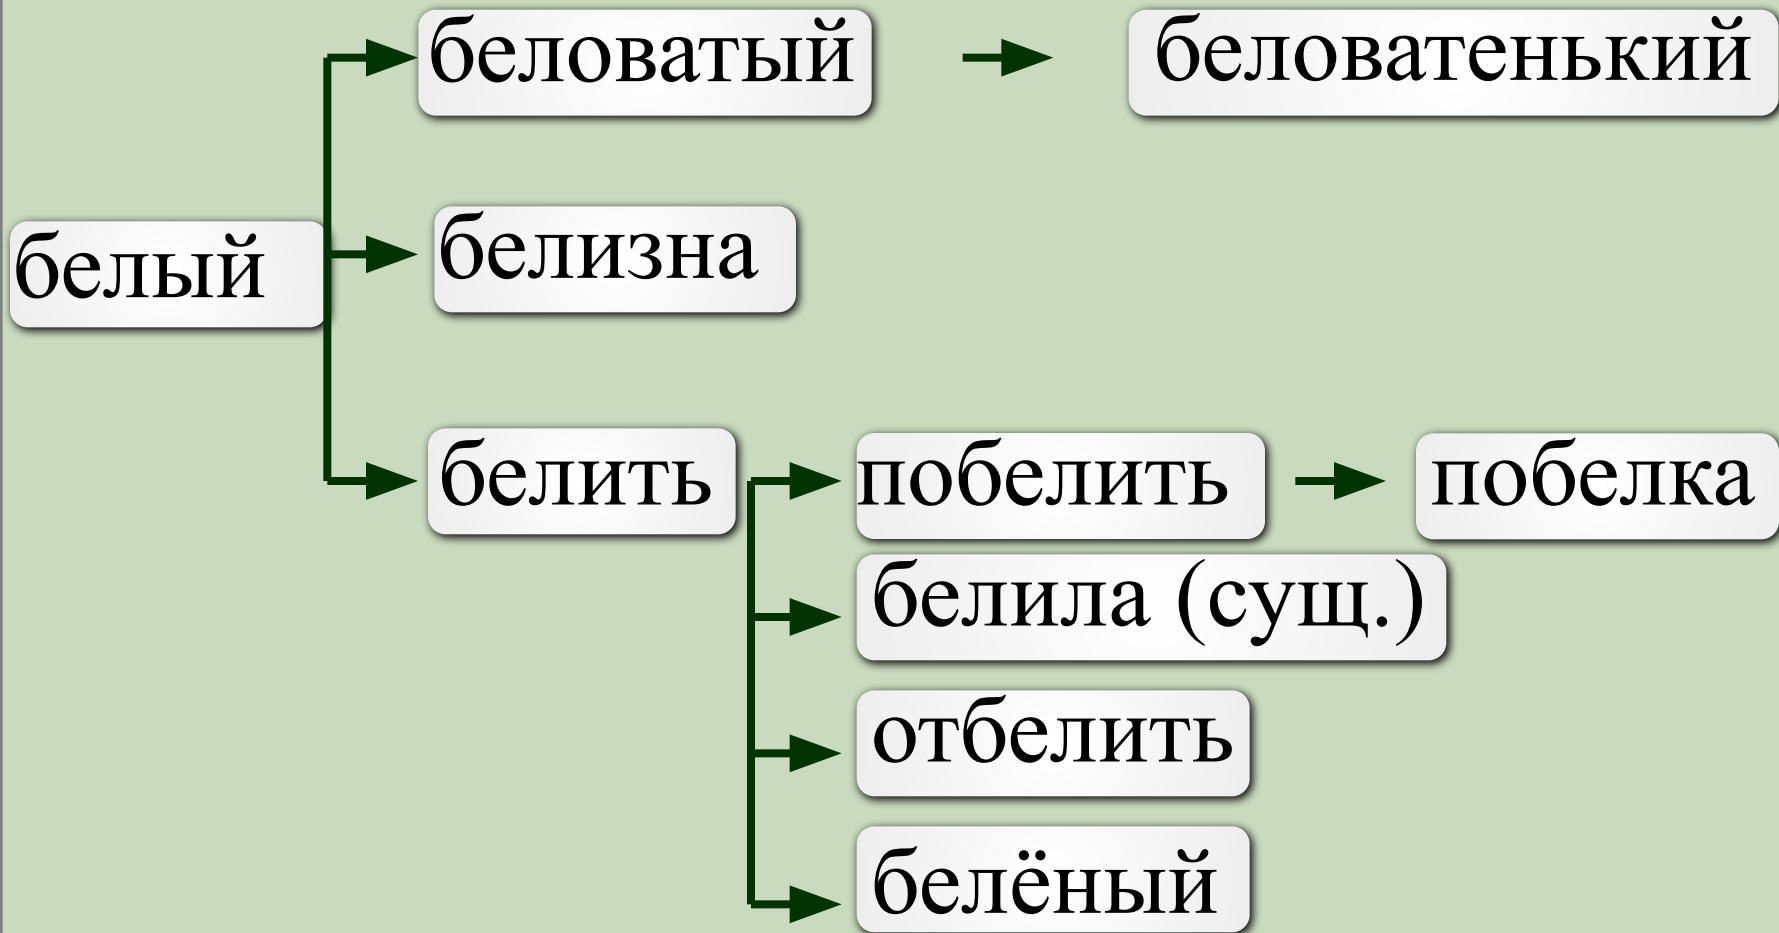 беловатый
беловатенький
белый
белизна
белить
побелить
побелка
белила (сущ.)
отбелить
белёный